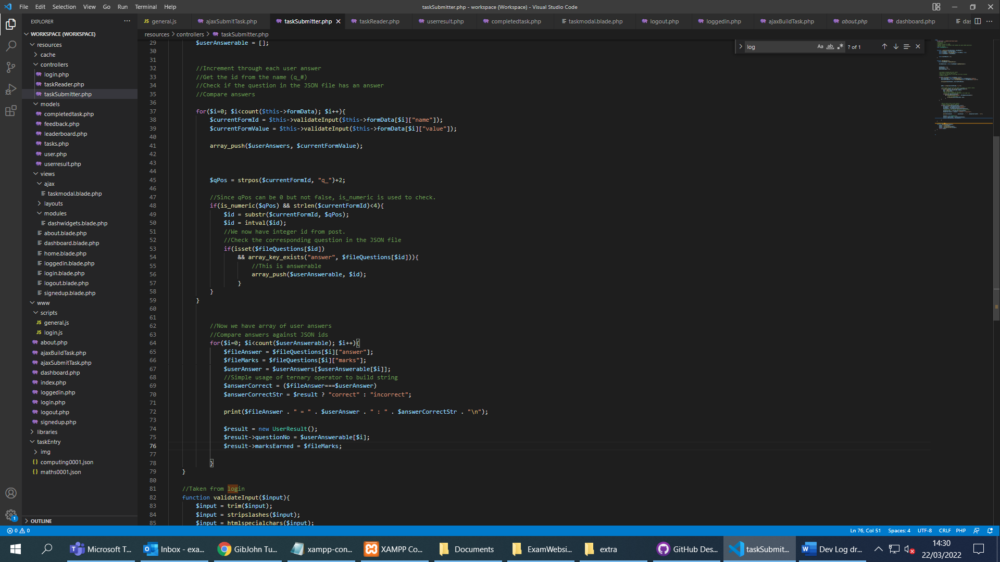 File Edit Selection View Go Run Terminal Help
taskSubmitter.php - workspace (Workspace) - Visual Studio Code
EXPLORER
JS general.js
ajaxSubmitTask.php
taskSubmitter.php
taskReader.php
userresult.php
completedtask.php
taskmodal.blade.php
logout.php
loggedin.php
ajaxBuildTask.php
about.php
dashboard.php
das
WORKSPACE (WORKSPACE)
resources
cache
controllers
login.php
taskReader.php
taskSubmitter.php
models
completedtask.php
feedback.php
leaderboard.php
tasks.php
user.php
userresult.php
views
ajax
taskmodal.blade.php
layouts
modules
dashwidgets.blade.php
about.blade.php
dashboard.blade.php
home.blade.php
loggedin.blade.php
login.blade.php
logout.blade.php
signedup.blade.php
www
scripts
JS general.js
JS login.js
about.php
ajaxBuildTask.php
ajaxSubmitTask.php
dashboard.php
index.php
loggedin.php
login.php
logout.php
signedup.php
libraries
taskEntry
img
{} computing0001.json
{} maths0001.json
OUTLINE
resources > controllers > taskSubmitter.php
log
Aa ab .* ? of 1
29 $userAnswerable = [];
30
31
32 //Increment through each user answer
33 //Get the id from the name (q_#)
34 //Check if the question in the JSON file has an answer
35 //Compare answers
36
37 for($i=0; $i<count($this->formData); $i++){
38 $currentFormId = $this->validateInput($this->formData[$i]["name"]);
39 $currentFormValue = $this->validateInput($this->formData[$i]["value"]);
40
41 array_push($userAnswers, $currentFormValue);
42
43
44
45 $qPos = strpos($currentFormId, "q_")+2;
46
47 //Since qPos can be 0 but not false, is_numeric is used to check.
48 if(is_numeric($qPos) && strlen($currentFormId)<4){
49 $id = substr($currentFormId, $qPos);
50 $id = intval($id);
51 //We now have integer id from post.
52 //Check the corresponding question in the JSON file
53 if(isset($fileQuestions[$id])
54 && array_key_exists("answer", $fileQuestions[$id])){
55 //This is answerable
56 array_push($userAnswerable, $id);
57 }
58 }
59 }
60
61
62 //Now we have array of user answers
63 //Compare answers against JSON ids
64 for($i=0; $i<count($userAnswerable); $i++){
65 $fileAnswer = $fileQuestions[$i]["answer"];
66 $fileMarks = $fileQuestions[$i]["marks"];
67 $userAnswer = $userAnswers[$userAnswerable[$i]];
68 //Simple usage of ternary operator to build string
69 $answerCorrect = ($fileAnswer===$userAnswer)
70 $answerCorrectStr = $result ? "correct" : "incorrect";
71
72 print($fileAnswer . " = " . $userAnswer . " : " . $answerCorrectStr . "\n");
73
74 $result = new UserResult();
75 $result->questionNo = $userAnswerable[$i];
76 $result->marksEarned = $fileMarks;
77
78 }
79 }
80
81 //Taken from login
82 function validateInput($input){
83 $input = trim($input);
84 $input = stripslashes($input);
85 $input = htmlspecialchars($input);
1
0 0
Ln 76, Col 51 Spaces: 4 UTF-8 CRLF PHP
Microsoft T...
Inbox - exa...
GibJohn Tu...
xampp-con...
XAMPP Co...
Documents
ExamWebsi...
extra
GitHub Des...
taskSubmit...
Dev Log dr...
14:30
22/03/2022